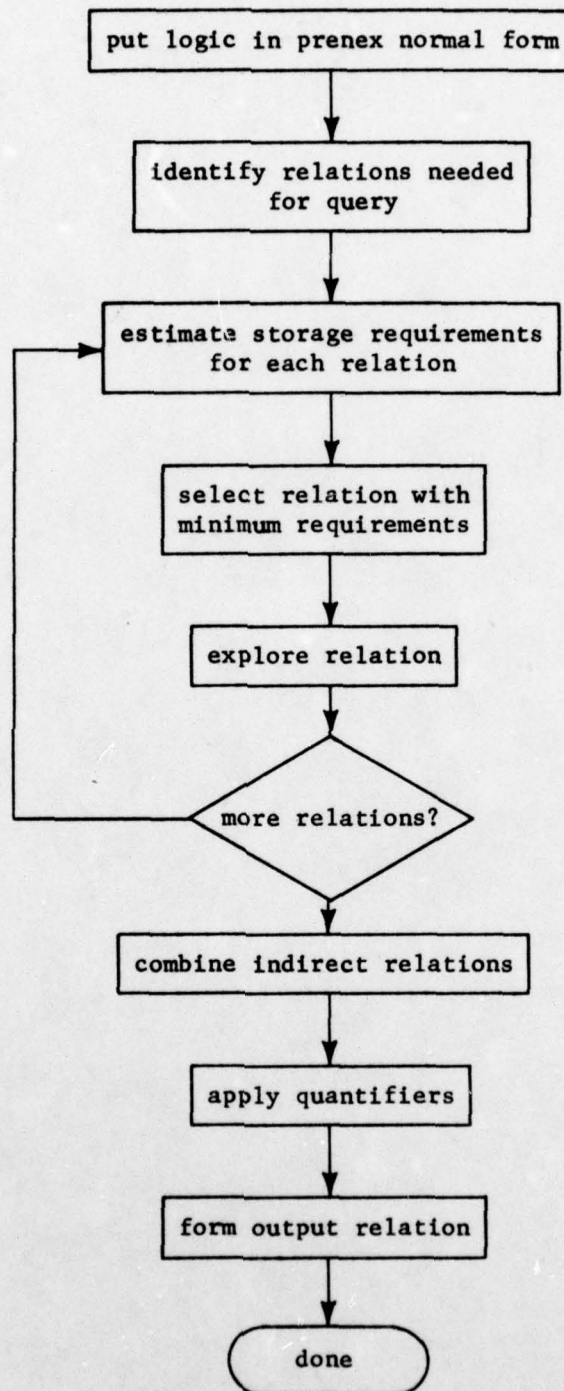 put logic in prenex normal form
identify relations needed
for query
estimate storage requirements
for each relation
select relation with
minimum requirements
explore relation
more relations?
combine indirect relations
apply quantifiers
form output relation
done